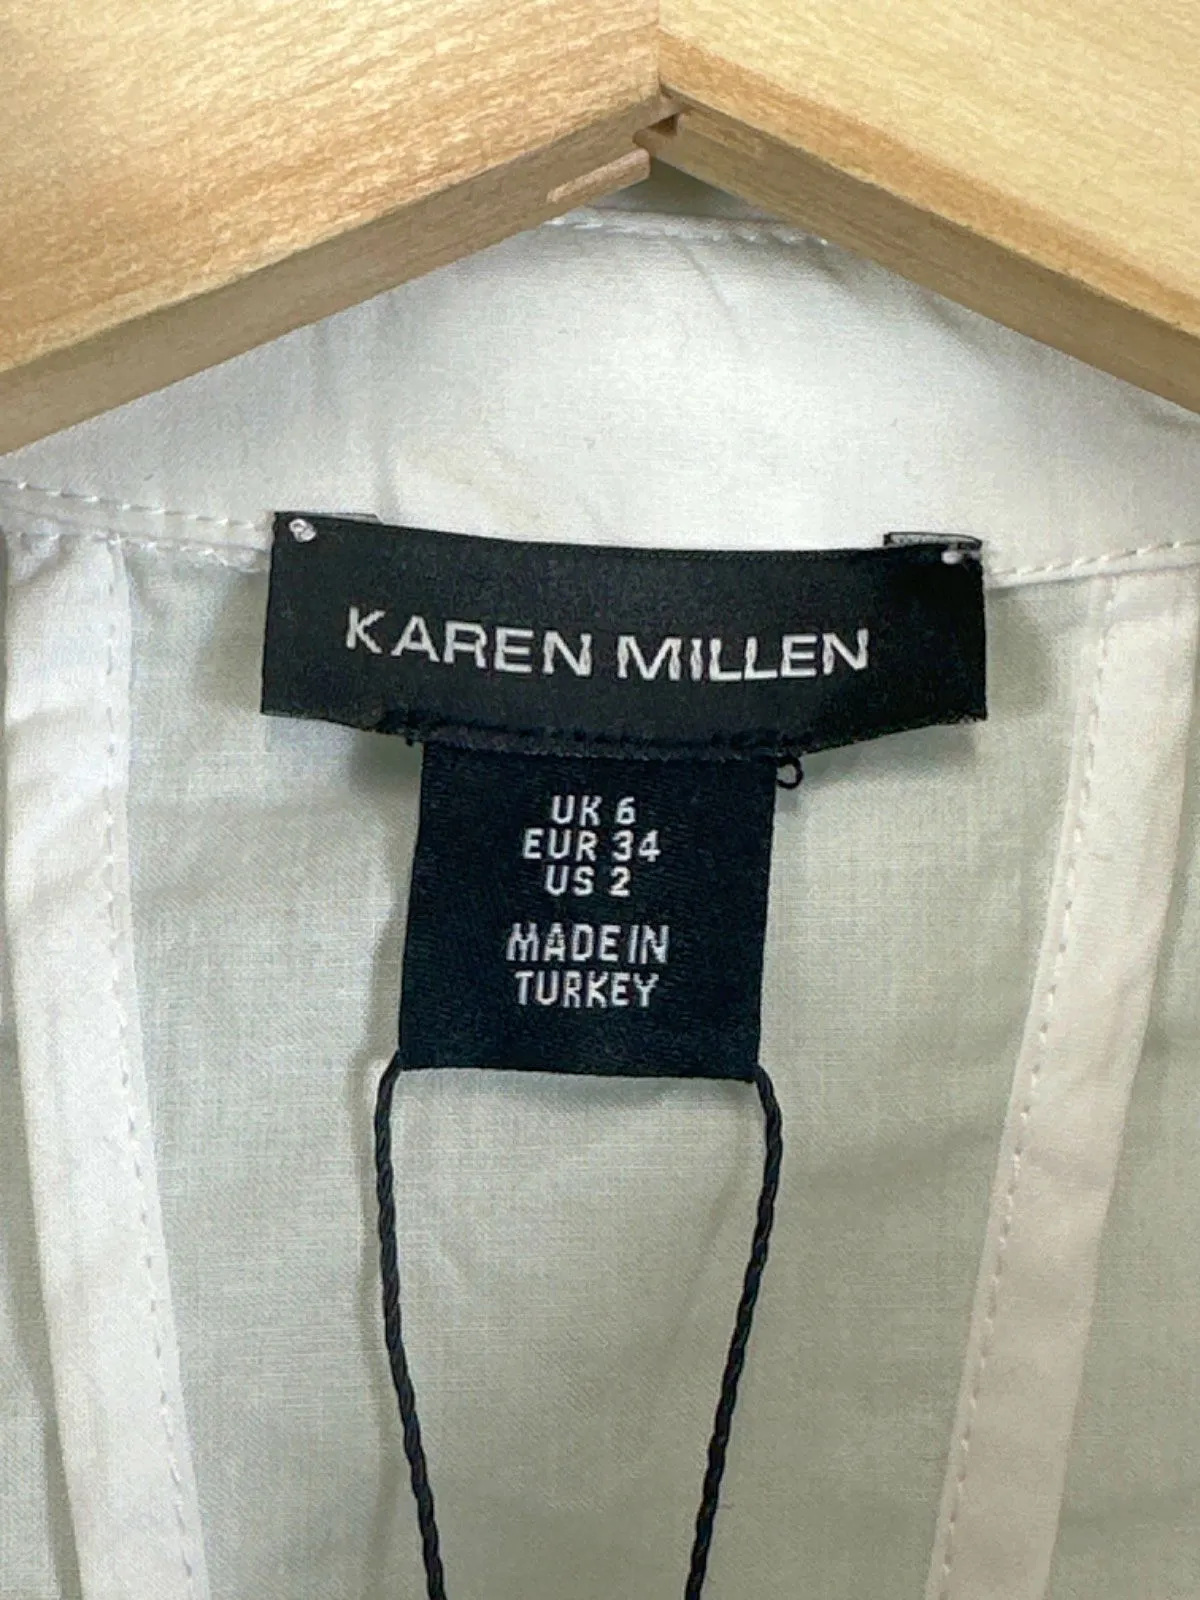 KAREN MILLEN
UK 6
EUR 34
US 2
MADE IN
TURKEY